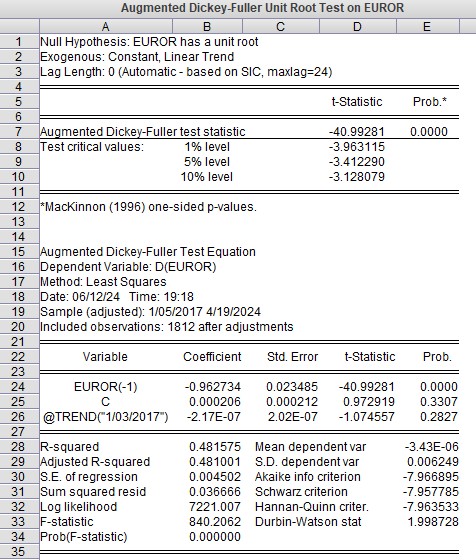 Augmented Dickey-Fuller Unit Root Test on EUROR
A B C D E
1 Null Hypothesis: EUROR has a unit root
2 Exogenous: Constant, Linear Trend
3 Lag Length: 0 (Automatic - based on SIC, maxlag=24)
4
5 t-Statistic Prob.*
6
7 Augmented Dickey-Fuller test statistic -40.99281 0.0000
8 Test critical values: 1% level -3.963115
9 5% level -3.412290
10 10% level -3.128079
11
12 *MacKinnon (1996) one-sided p-values.
13
14
15 Augmented Dickey-Fuller Test Equation
16 Dependent Variable: D(EUROR)
17 Method: Least Squares
18 Date: 06/12/24 Time: 19:18
19 Sample (adjusted): 1/05/2017 4/19/2024
20 Included observations: 1812 after adjustments
21
22 Variable Coefficient Std. Error t-Statistic Prob.
23
24 EUROR(-1) -0.962734 0.023485 -40.99281 0.0000
25 C 0.000206 0.000212 0.972919 0.3307
26 @TREND("1/03/2017") -2.17E-07 2.02E-07 -1.074557 0.2827
27
28 R-squared 0.481575 Mean dependent var -3.43E-06
29 Adjusted R-squared 0.481001 S.D. dependent var 0.006249
30 S.E. of regression 0.004502 Akaike info criterion -7.966895
31 Sum squared resid 0.036666 Schwarz criterion -7.957785
32 Log likelihood 7221.007 Hannan-Quinn criter. -7.963533
33 F-statistic 840.2062 Durbin-Watson stat 1.998728
34 Prob(F-statistic) 0.000000
35